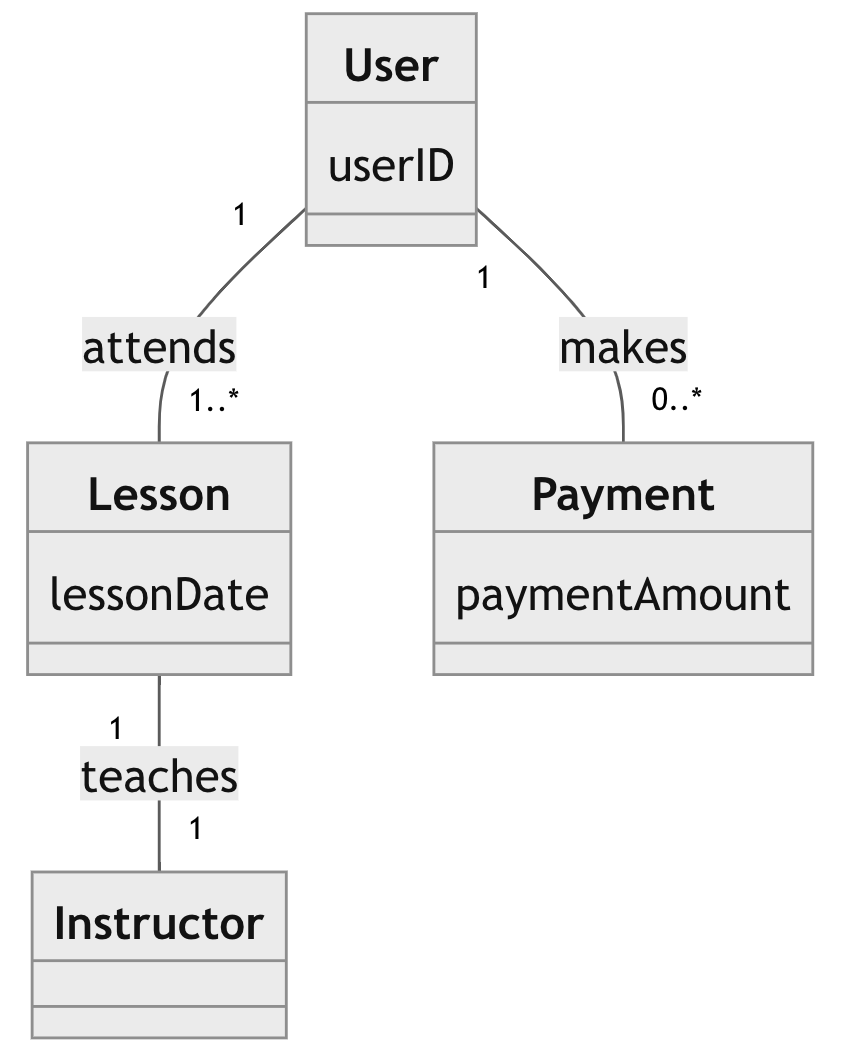 User
userID
1
1
attends
makes
1..*
0..*
Lesson
Payment
lessonDate
paymentAmount
1
teaches
1
Instructor